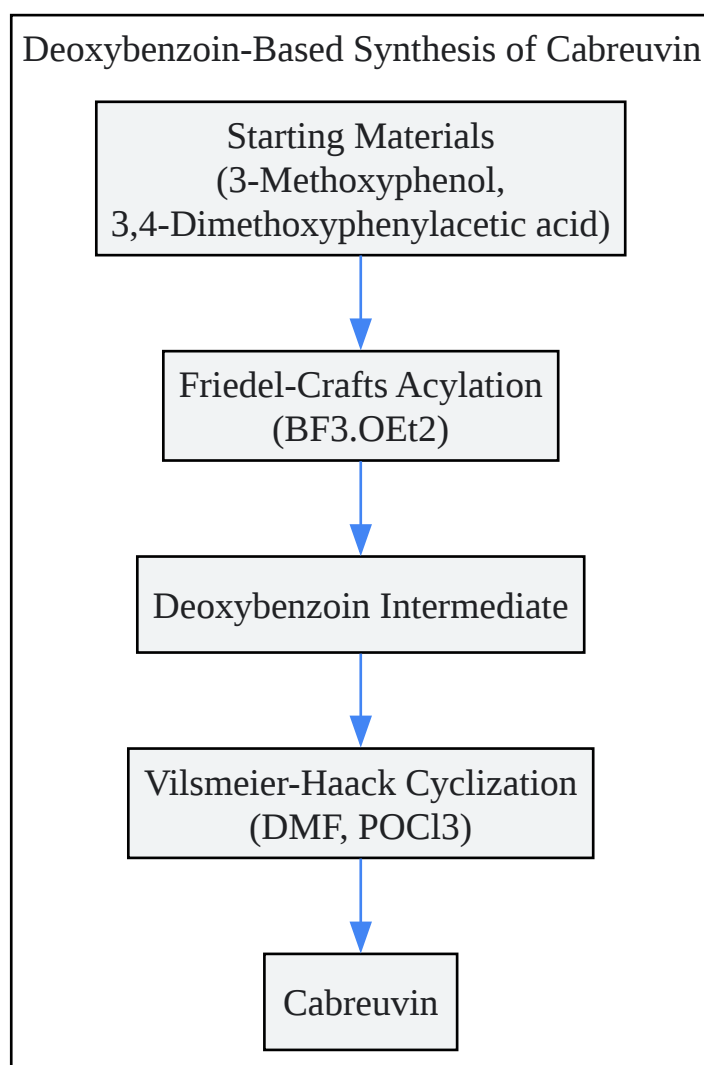 Deoxybenzoin-Based Synthesis of Cabreuvin
Starting Materials
(3-Methoxyphenol,
3,4-Dimethoxyphenylacetic acid)
Friedel-Crafts Acylation
(BF3.OEt2)
Deoxybenzoin Intermediate
Vilsmeier-Haack Cyclization
(DMF, POCl3)
Cabreuvin